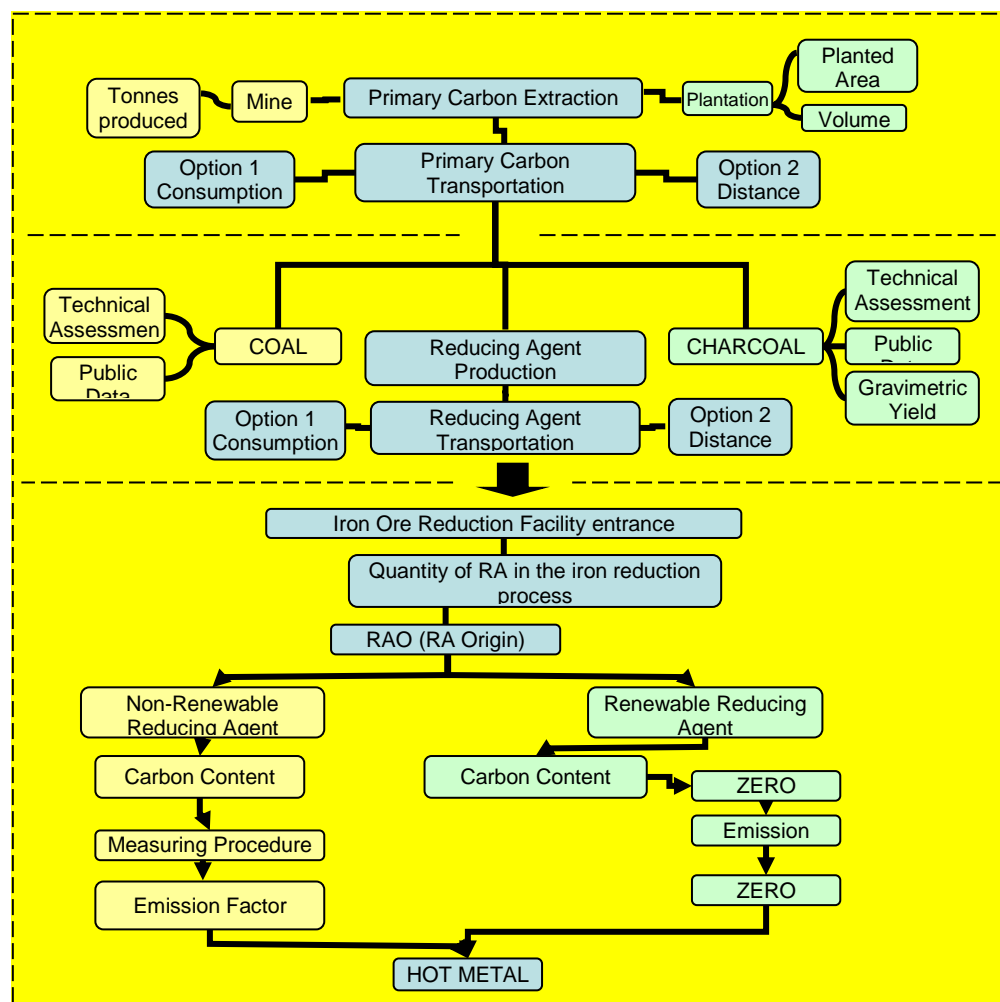 Planted
Area
Tonnes
produced
Mine
Primary Carbon Extraction
Plantation
Volume
Option 1
Consumption
Primary Carbon
Transportation
Option 2
Distance
Technical
Assessmen
Public
Data
COAL
Reducing Agent
Production
CHARCOAL
Technical
Assessment
Public
Gravimetric
Yield
Option 1
Consumption
Reducing Agent
Transportation
Option 2
Distance
Iron Ore Reduction Facility entrance
Quantity of RA in the iron reduction
process
RAO (RA Origin)
Non-Renewable
Reducing Agent
Renewable Reducing
Agent
Carbon Content
Carbon Content
ZERO
Measuring Procedure
Emission
Emission Factor
ZERO
HOT METAL